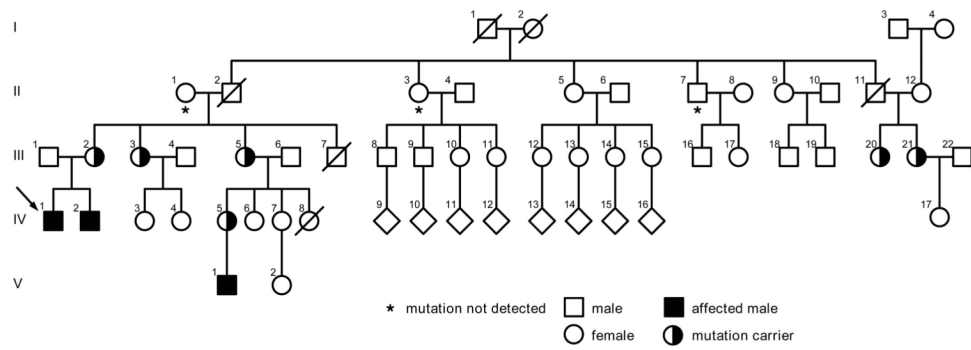 I
1 2 3 4
II
1 2 3 4 5 6 7 8 9 10 11 12
* * *
III
1 2 3 4 5 6 7 8 9 10 11 12 13 14 15 16 17 18 19 20 21 22
IV
1 2 3 4 5 6 7 8 9 10 11 12 13 14 15 16 17
V
1 2
* mutation not detected male affected male
female mutation carrier